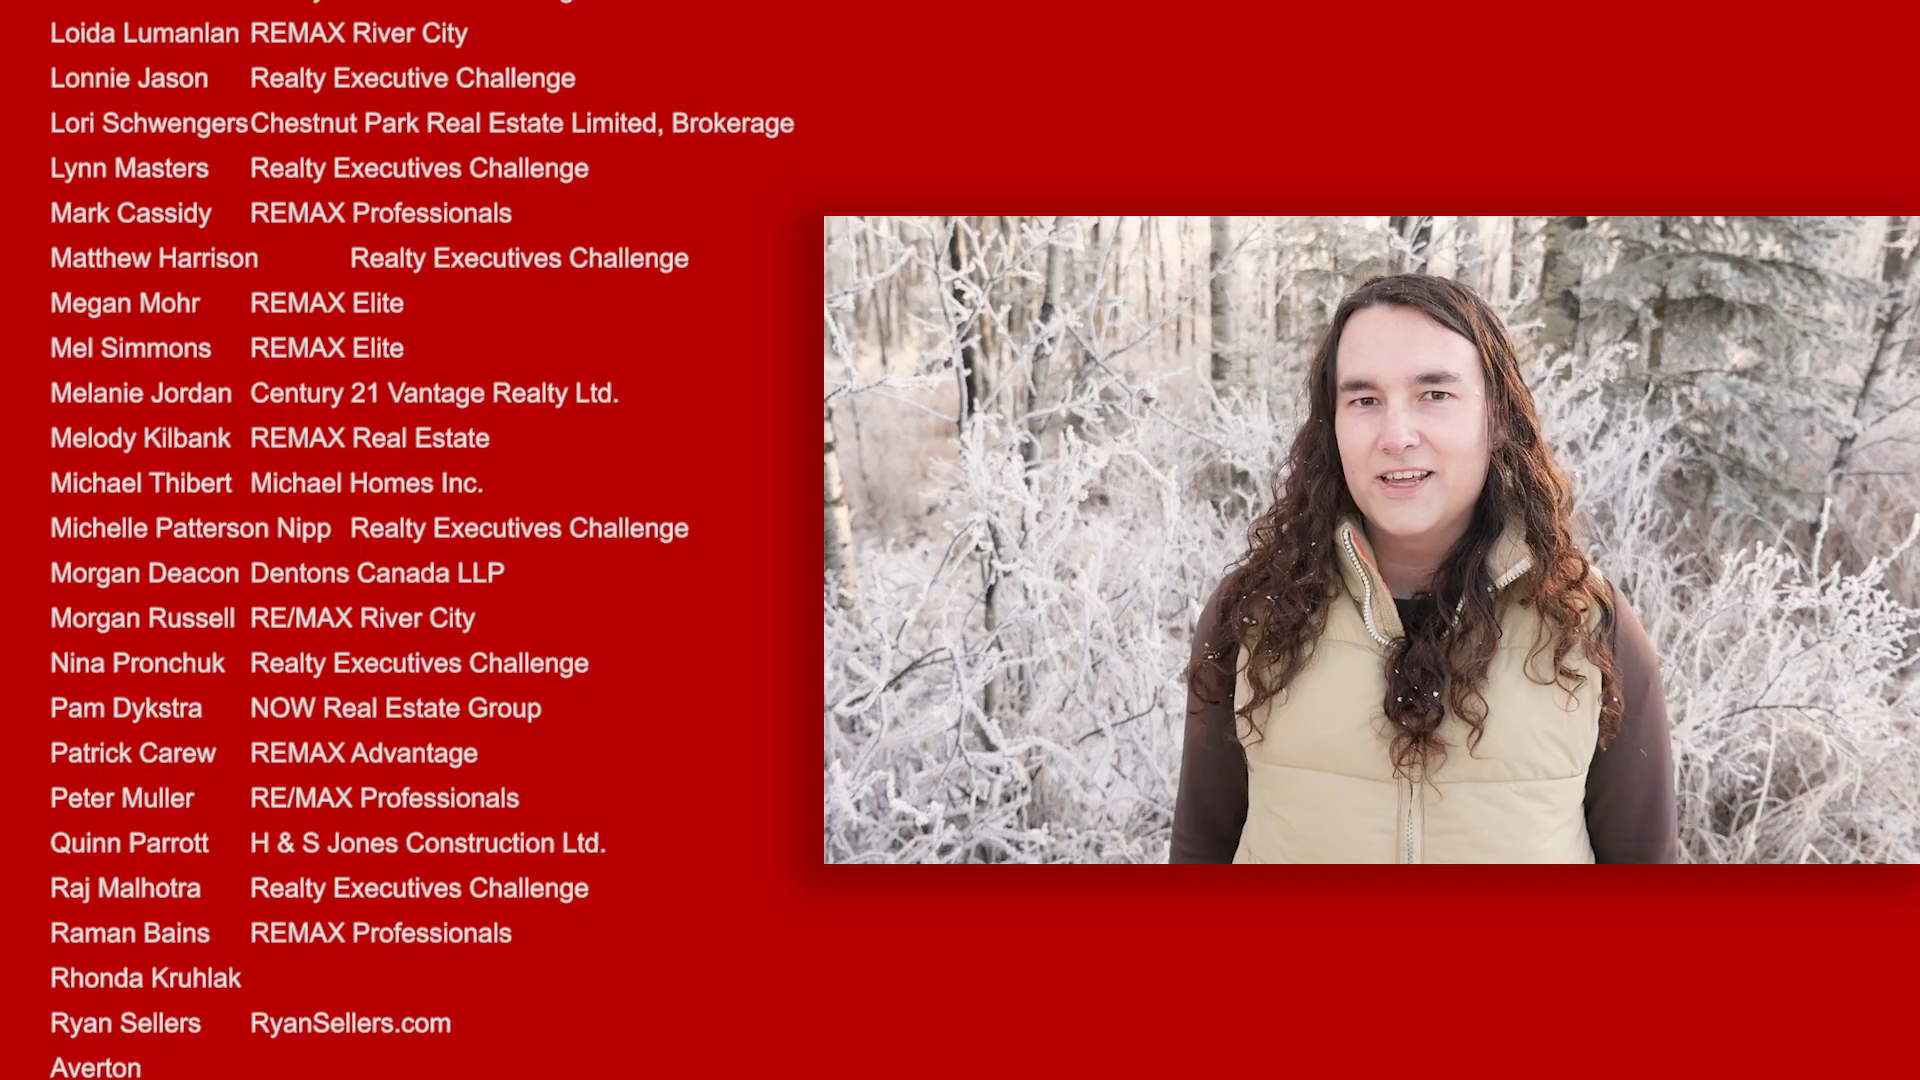 Loida Lumanlan REMAX River City
Lonnie Jason Realty Executive Challenge
Lori Schwengers Chestnut Park Real Estate Limited, Brokerage
Lynn Masters Realty Executives Challenge
Mark Cassidy REMAX Professionals
Matthew Harrison Realty Executives Challenge
Megan Mohr REMAX Elite
Mel Simmons REMAX Elite
Melanie Jordan Century 21 Vantage Realty Ltd.
Melody Kilbank REMAX Real Estate
Michael Thibert Michael Homes Inc.
Michelle Patterson Nipp Realty Executives Challenge
Morgan Deacon Dentons Canada LLP
Morgan Russell RE/MAX River City
Nina Pronchuk Realty Executives Challenge
Pam Dykstra NOW Real Estate Group
Patrick Carew REMAX Advantage
Peter Muller RE/MAX Professionals
Quinn Parrott H & S Jones Construction Ltd.
Raj Malhotra Realty Executives Challenge
Raman Bains REMAX Professionals
Rhonda Kruhlak
Ryan Sellers RyanSellers.com
Averton